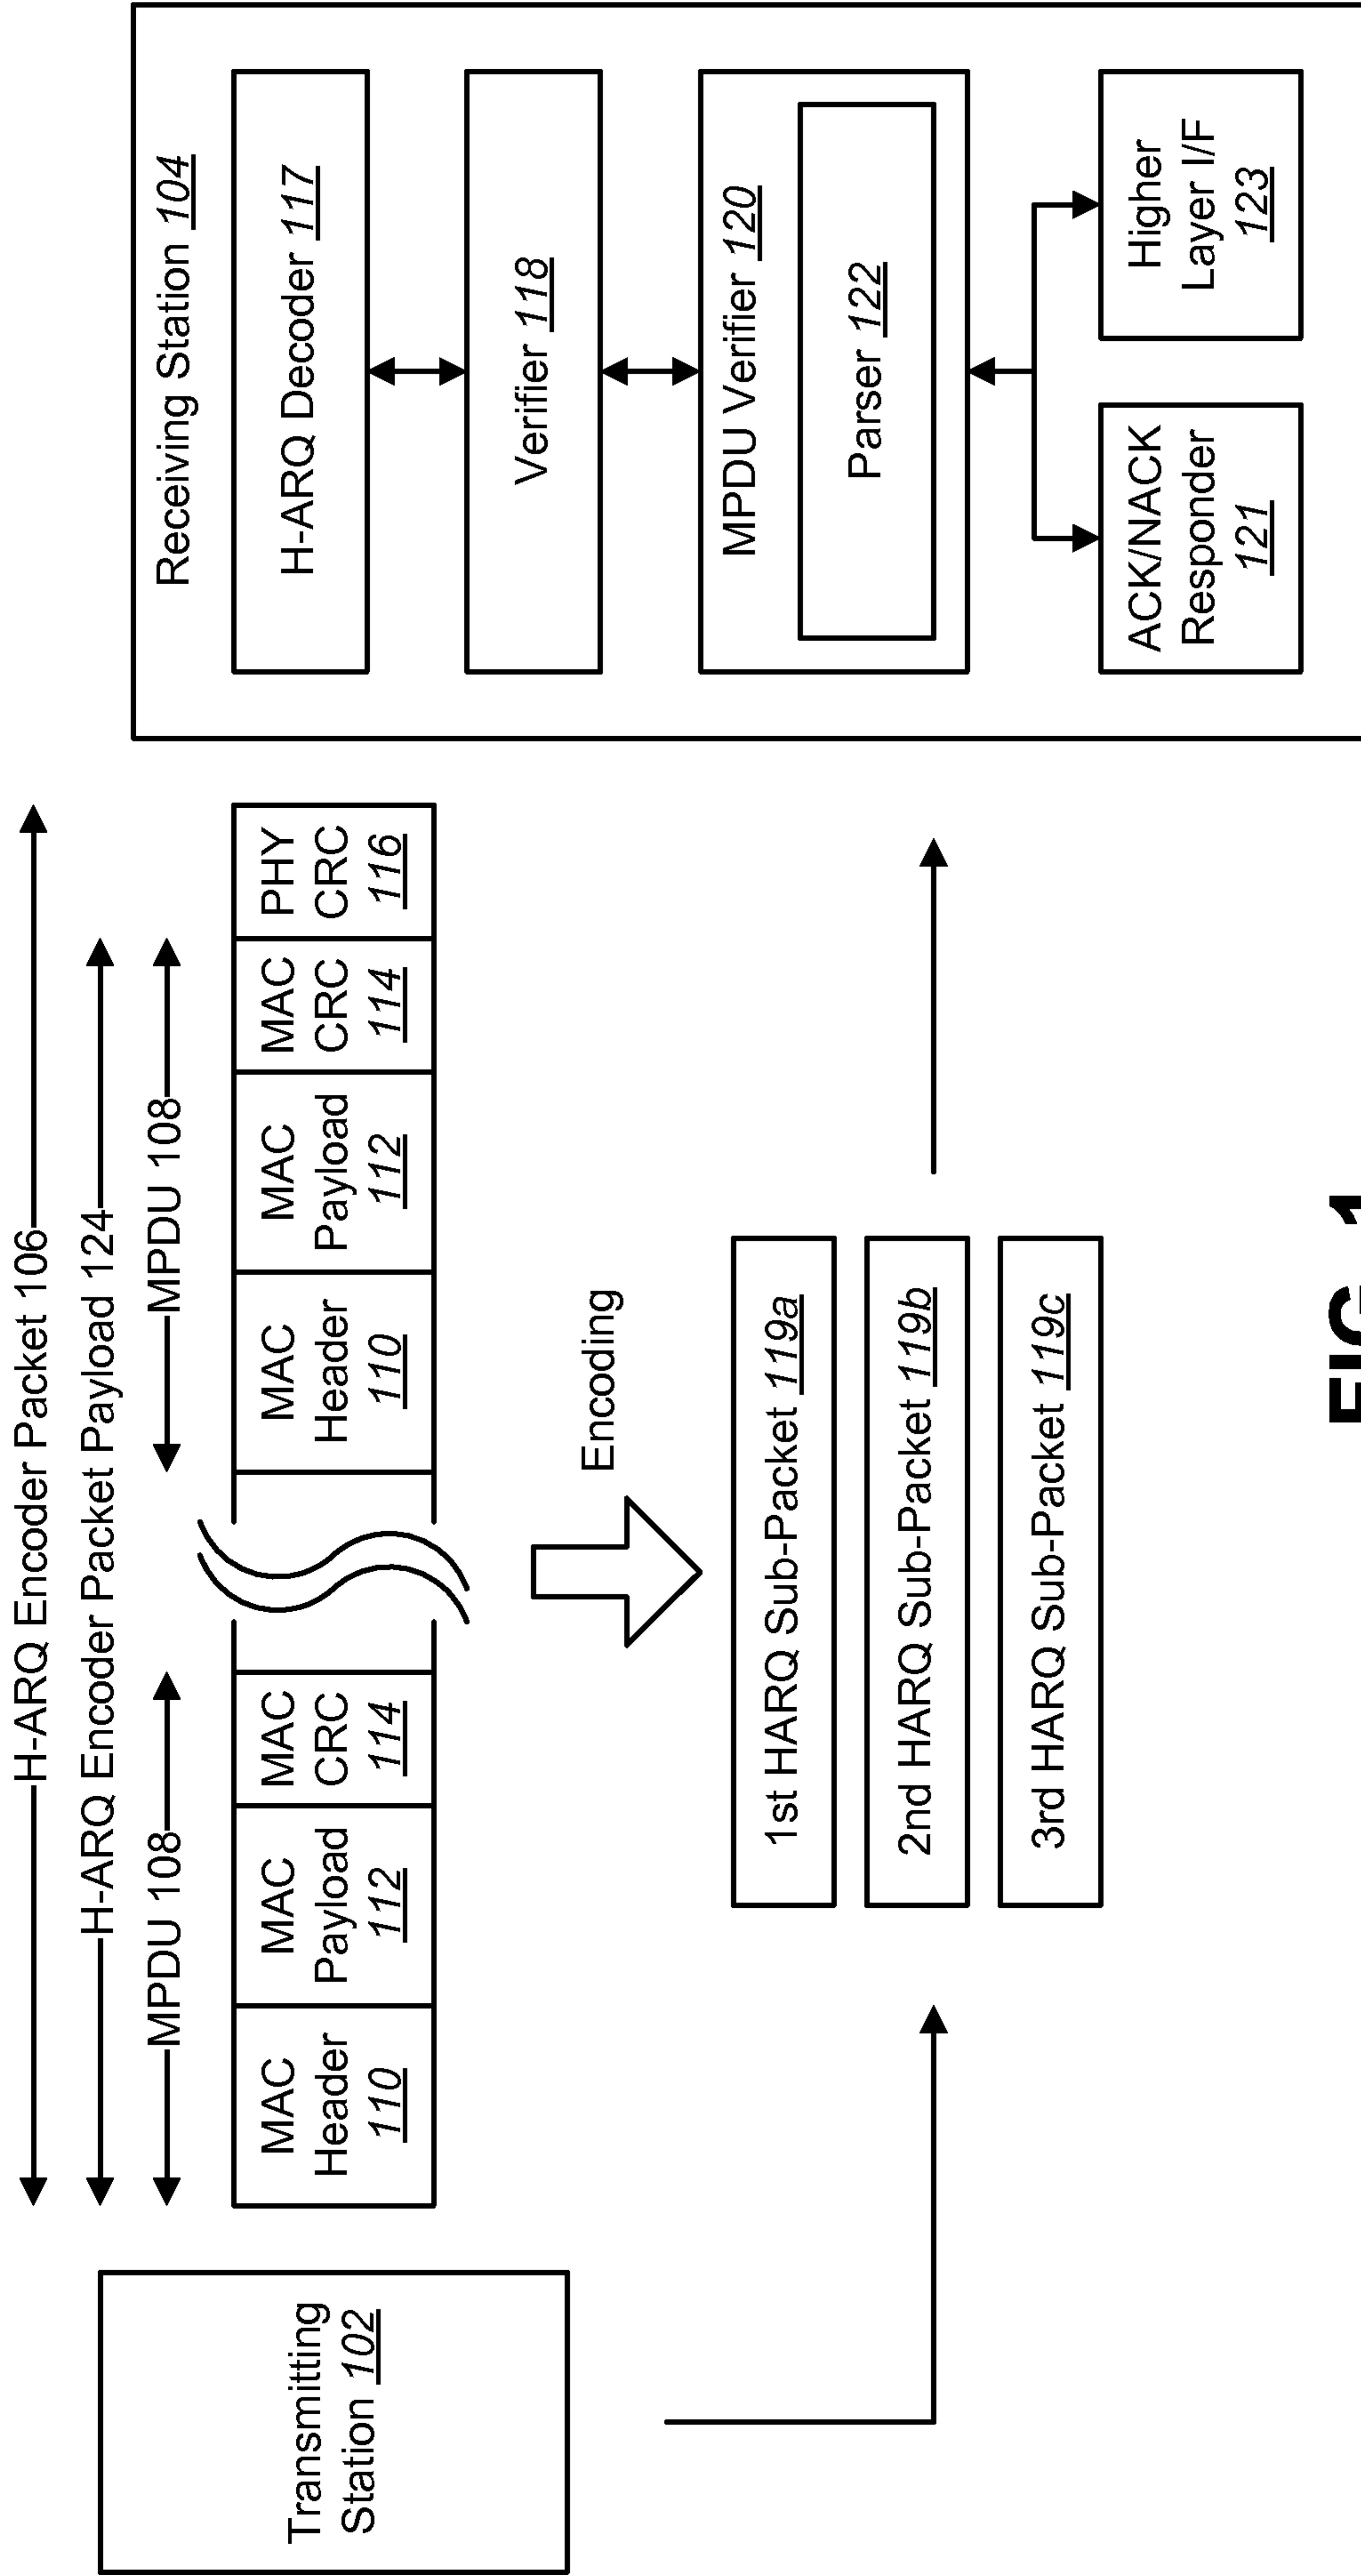 H-ARQ Encoder Packet 106
H-ARQ Encoder Packet Payload 124
MPDU 108
MPDU 108
Transmitting
Station 102
MAC
Header
110
MAC
Payload
112
MAC
CRC
114
MAC
Header
110
MAC
Payload
112
MAC
CRC
114
PHY
CRC
116
Encoding
1st HARQ Sub-Packet 119a
2nd HARQ Sub-Packet 119b
3rd HARQ Sub-Packet 119c
Receiving Station 104
H-ARQ Decoder 117
Verifier 118
MPDU Verifier 120
Parser 122
ACK/NACK
Responder
121
Higher
Layer I/F
123
FIG. 1